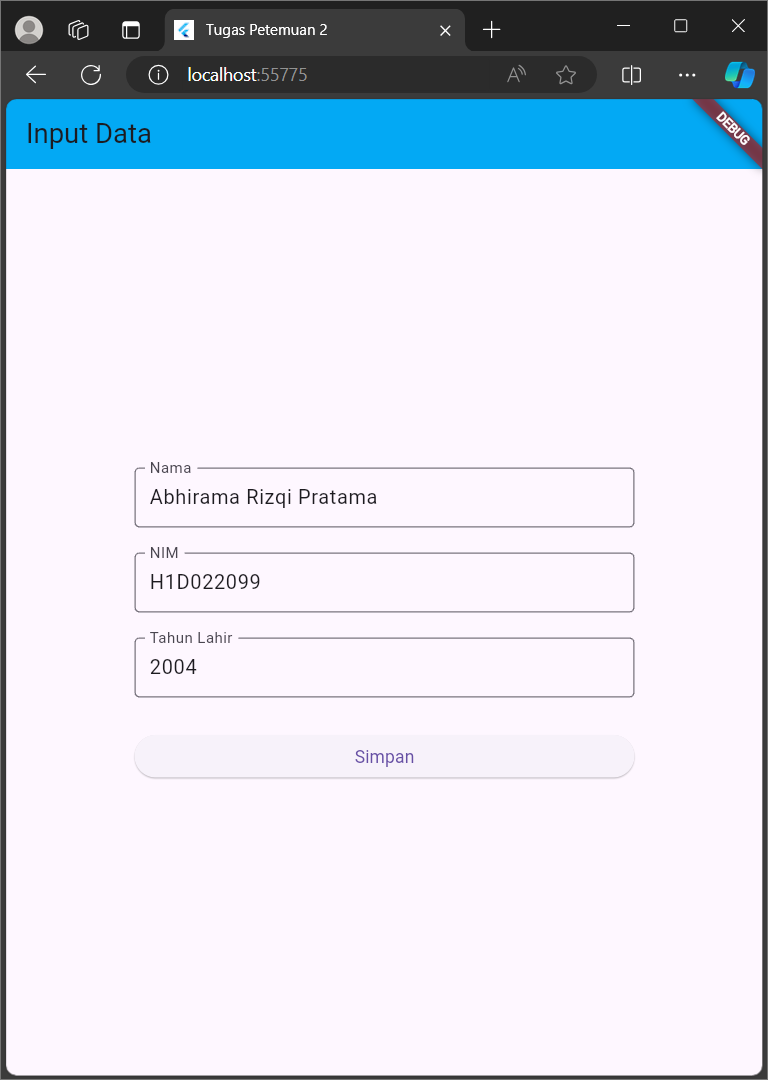 Tugas Petemuan 2
localhost:55775
Input Data
DEBUG
Nama
Abhirama Rizqi Pratama
NIM
H1D022099
Tahun Lahir
2004
Simpan